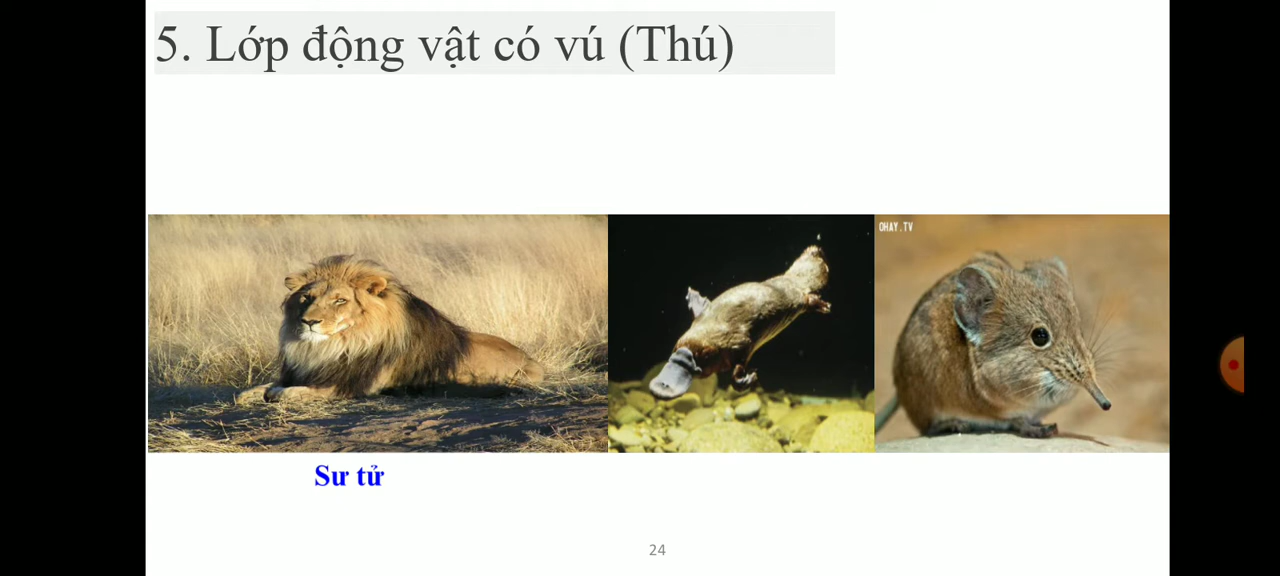 5. Lớp động vật có vú (Thú)
OHAY.TV
Sư tử
24